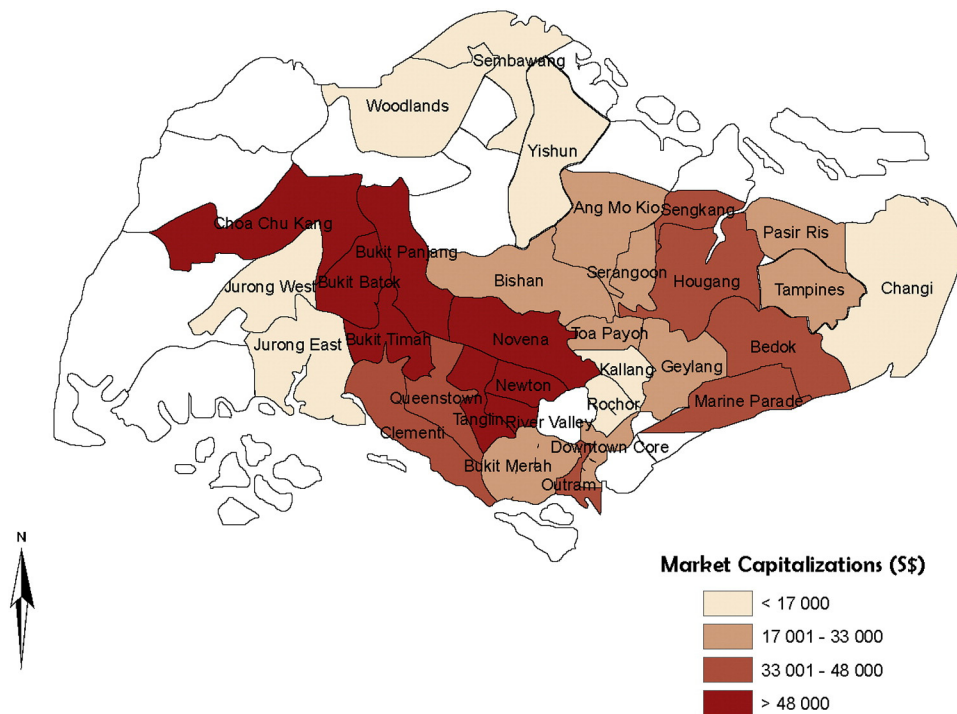 Sembawang
Woodlands
Yishun
Ang Mo Kio
Sengkang
Choa Chu Kang
Pasir Ris
Bukit Panjang
Serangoon
Bishan
Hougang
Jurong West
Bukit Batok
Tampines
Changi
Toa Payoh
Bukit Timah
Novena
Jurong East
Bedok
Kallang
Geylang
Newton
Queenstown
Rochor
Marine Parade
Tanglin
River Valley
Clementi
Downtown Core
Bukit Merah
Outram
N
Market Capitalizations (S$)
< 17 000
17 001 - 33 000
33 001 - 48 000
> 48 000